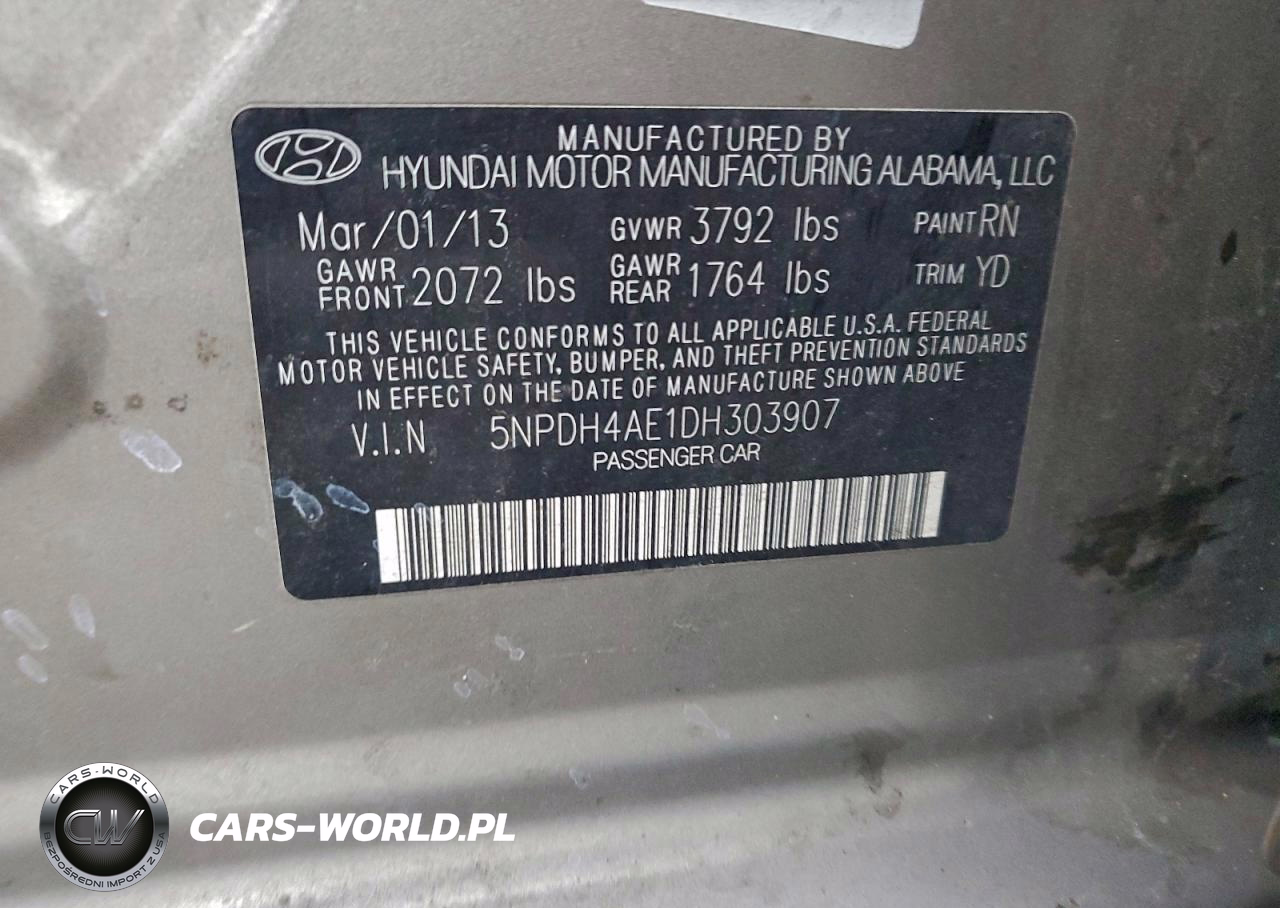 MANUFACTURED BY
HYUNDAI MOTOR MANUFACTURING ALABAMA, LLC
Mar/01/13 GVWR 3792 lbs PAINT RN
GAWR FRONT 2072 lbs GAWR REAR 1764 lbs TRIM YD
THIS VEHICLE CONFORMS TO ALL APPLICABLE U.S.A. FEDERAL
MOTOR VEHICLE SAFETY, BUMPER, AND THEFT PREVENTION STANDARDS
IN EFFECT ON THE DATE OF MANUFACTURE SHOWN ABOVE
V.I.N 5NPDH4AE1DH303907
PASSENGER CAR
CARS-WORLD
CW
BEZPOŚREDNI IMPORT Z USA
CARS-WORLD.PL